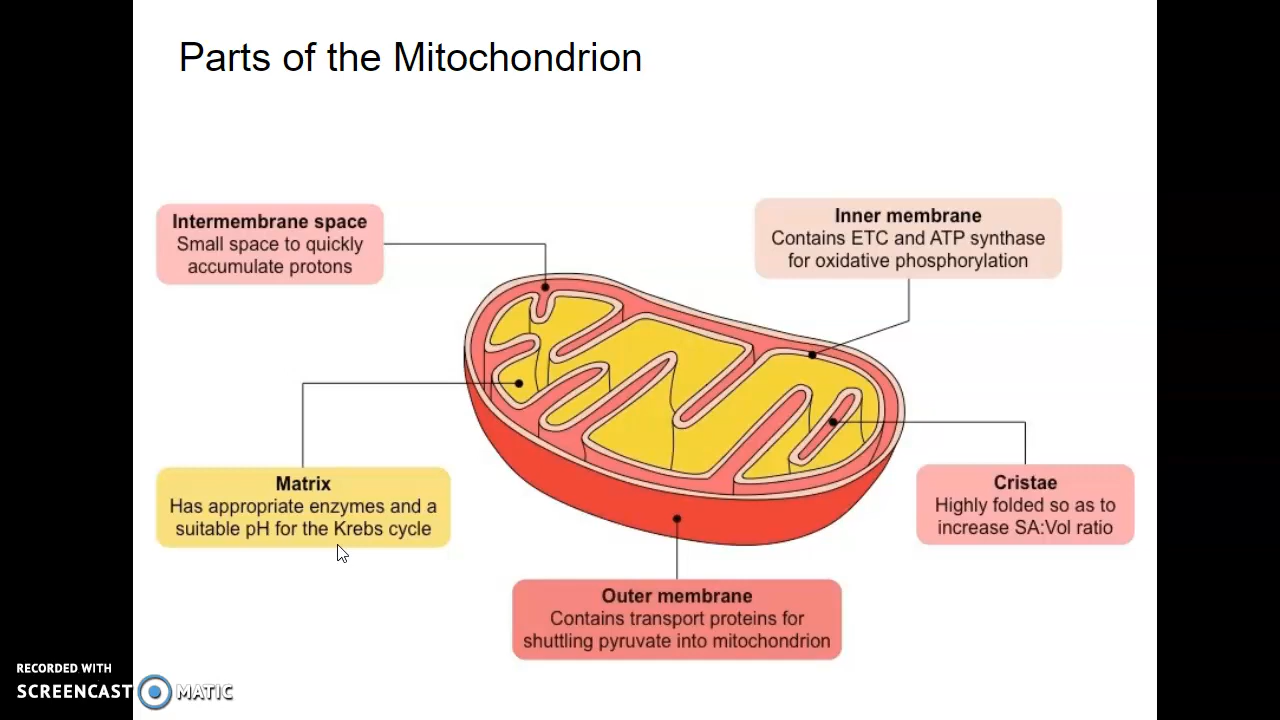 Parts of the Mitochondrion
Intermembrane space
Small space to quickly
accumulate protons
Inner membrane
Contains ETC and ATP synthase
for oxidative phosphorylation
Matrix
Has appropriate enzymes and a
suitable pH for the Krebs cycle
Cristae
Highly folded so as to
increase SA:Vol ratio
Outer membrane
Contains transport proteins for
shuttling pyruvate into mitochondrion
RECORDED WITH
SCREENCAST MATIC